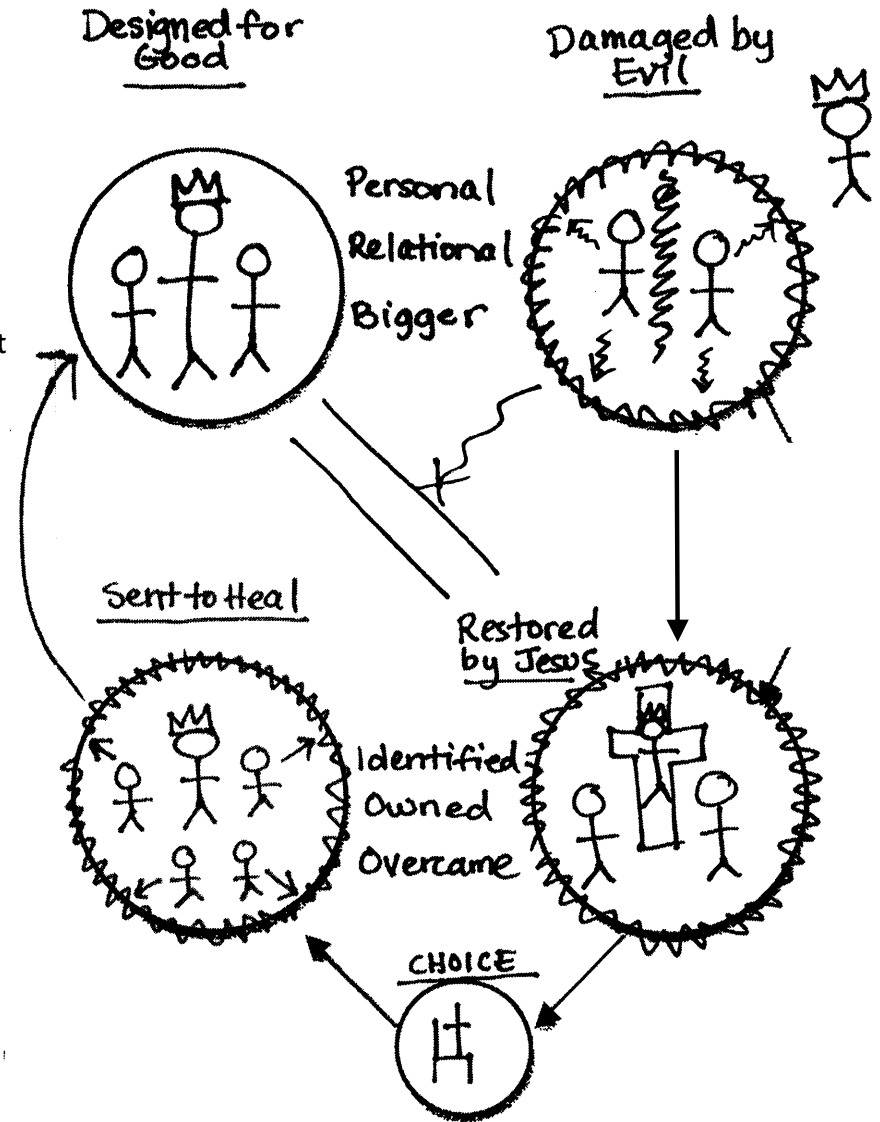 Designed for
Good
Damaged by
Evil
Personal
Relational
Bigger
t
Sent to Heal
Restored
by Jesus
Identified
Owned
Overcame
CHOICE